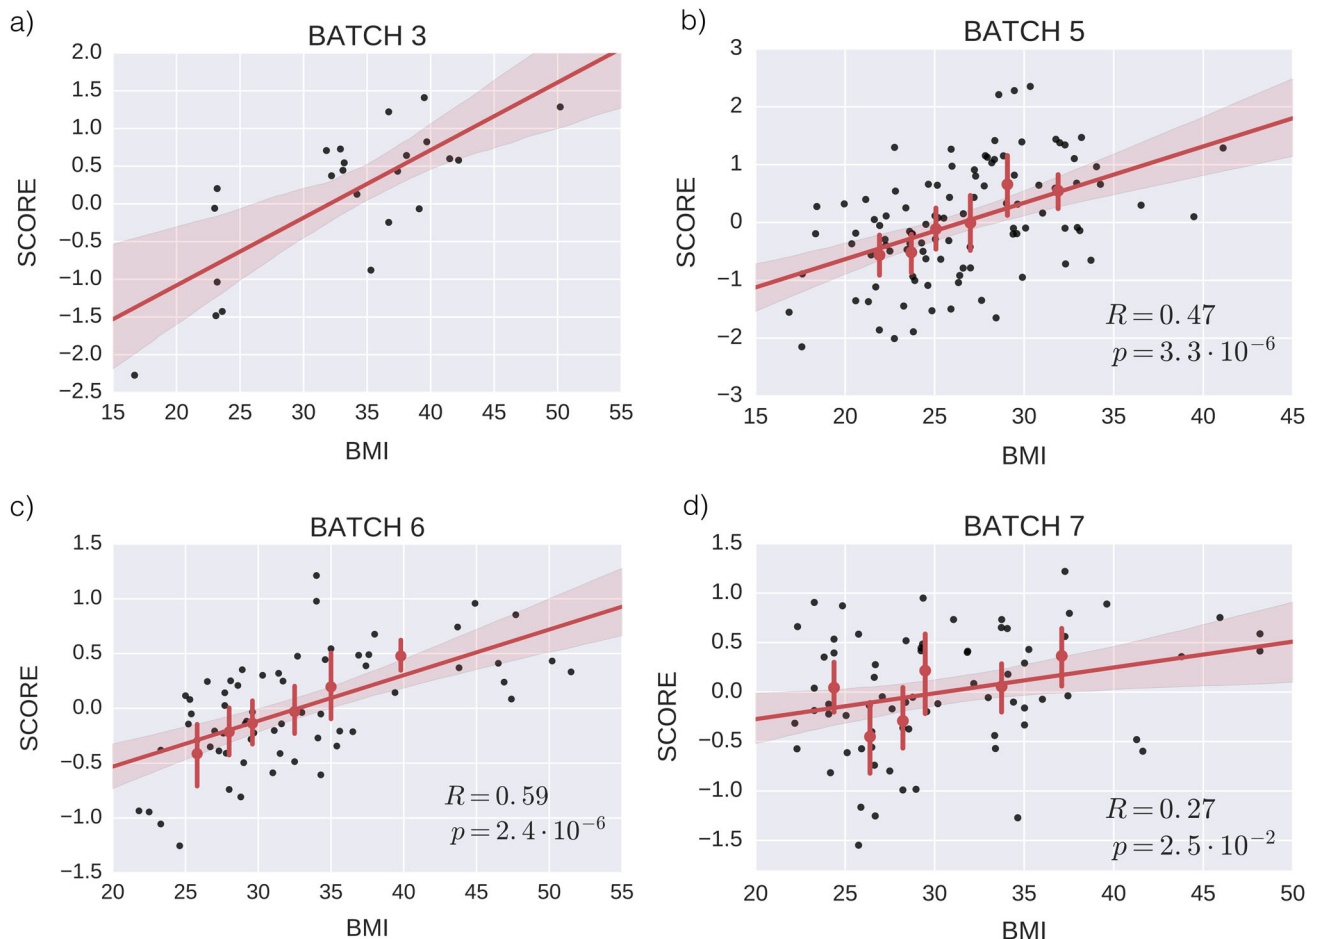 a)
BATCH 3
2.0
1.5
1.0
0.5
0.0
−0.5
−1.0
−1.5
−2.0
−2.5
SCORE
15 20 25 30 35 40 45 50 55
BMI
b)
BATCH 5
3
2
1
0
−1
−2
−3
SCORE
R = 0.47
p = 3.3 · 10⁻⁶
15 20 25 30 35 40 45
BMI
c)
BATCH 6
1.5
1.0
0.5
0.0
−0.5
−1.0
−1.5
SCORE
R = 0.59
p = 2.4 · 10⁻⁶
20 25 30 35 40 45 50 55
BMI
d)
BATCH 7
1.5
1.0
0.5
0.0
−0.5
−1.0
−1.5
SCORE
R = 0.27
p = 2.5 · 10⁻²
20 25 30 35 40 45 50
BMI